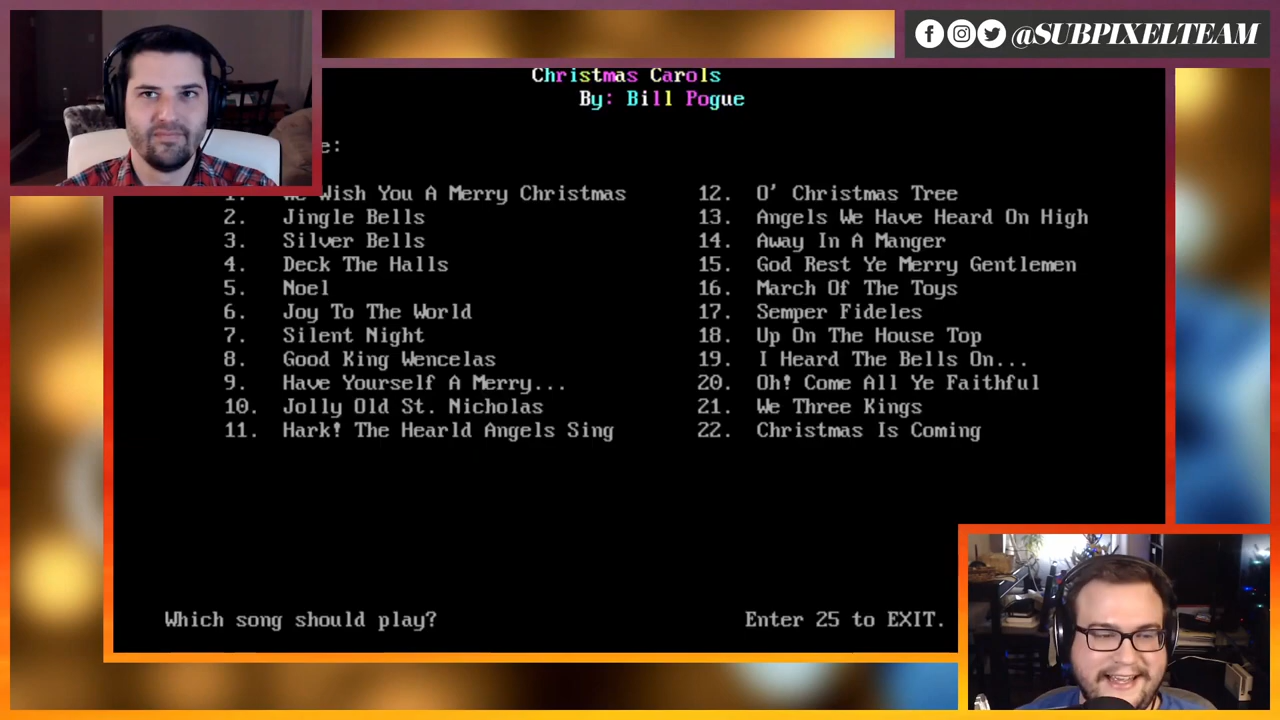 @SUBPIXELTEAM
Christmas Carols
By: Bill Pogue
e:
1. We Wish You A Merry Christmas
2. Jingle Bells
3. Silver Bells
4. Deck The Halls
5. Noel
6. Joy To The World
7. Silent Night
8. Good King Wencelas
9. Have Yourself A Merry...
10. Jolly Old St. Nicholas
11. Hark! The Hearld Angels Sing
12. O' Christmas Tree
13. Angels We Have Heard On High
14. Away In A Manger
15. God Rest Ye Merry Gentlemen
16. March Of The Toys
17. Semper Fideles
18. Up On The House Top
19. I Heard The Bells On...
20. Oh! Come All Ye Faithful
21. We Three Kings
22. Christmas Is Coming
Which song should play?
Enter 25 to EXIT.